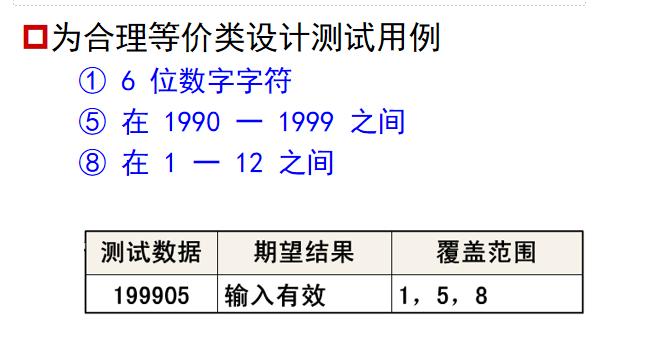 为合理等价类设计测试用例
① 6 位数字字符
⑤ 在 1990 — 1999 之间
⑧ 在 1 — 12 之间
测试数据 期望结果 覆盖范围
199905 输入有效 1，5，8